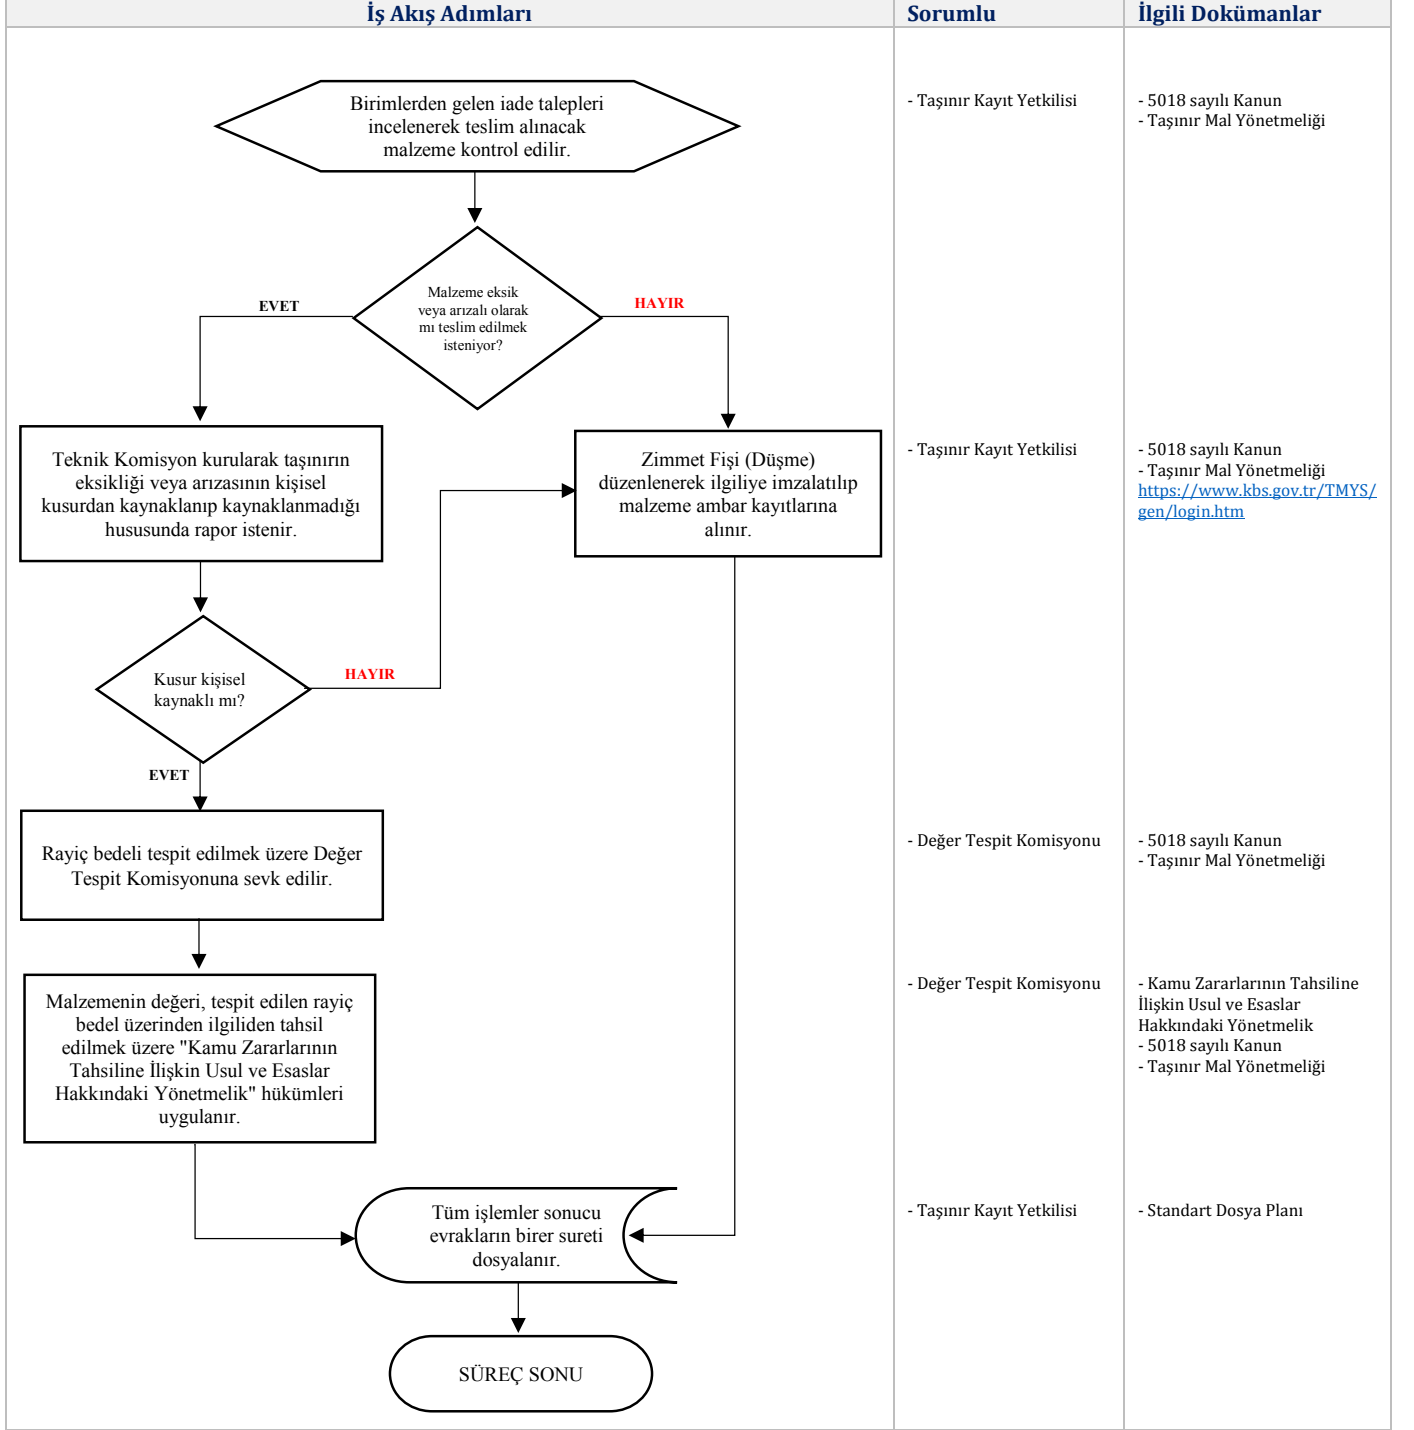 İş Akış Adımları
Sorumlu
İlgili Dokümanlar
Birimlerden gelen iade talepleri
incelenerek teslim alınacak
malzeme kontrol edilir.
- Taşınır Kayıt Yetkilisi
- 5018 sayılı Kanun
- Taşınır Mal Yönetmeliği
Malzeme eksik
veya arızalı olarak
mı teslim edilmek
isteniyor?
EVET
HAYIR
Teknik Komisyon kurularak taşınırın
eksikliği veya arızasının kişisel
kusurdan kaynaklanıp kaynaklanmadığı
hususunda rapor istenir.
Zimmet Fişi (Düşme)
düzenlenerek ilgiliye imzalatılıp
malzeme ambar kayıtlarına
alınır.
- Taşınır Kayıt Yetkilisi
- 5018 sayılı Kanun
- Taşınır Mal Yönetmeliği
https://www.kbs.gov.tr/TMYS/
gen/login.htm
Kusur kişisel
kaynaklı mı?
HAYIR
EVET
Rayiç bedeli tespit edilmek üzere Değer
Tespit Komisyonuna sevk edilir.
- Değer Tespit Komisyonu
- 5018 sayılı Kanun
- Taşınır Mal Yönetmeliği
Malzemenin değeri, tespit edilen rayiç
bedel üzerinden ilgiliden tahsil
edilmek üzere "Kamu Zararlarının
Tahsiline İlişkin Usul ve Esaslar
Hakkındaki Yönetmelik" hükümleri
uygulanır.
- Değer Tespit Komisyonu
- Kamu Zararlarının Tahsiline
İlişkin Usul ve Esaslar
Hakkındaki Yönetmelik
- 5018 sayılı Kanun
- Taşınır Mal Yönetmeliği
Tüm işlemler sonucu
evrakların birer sureti
dosyalanır.
- Taşınır Kayıt Yetkilisi
- Standart Dosya Planı
SÜREÇ SONU